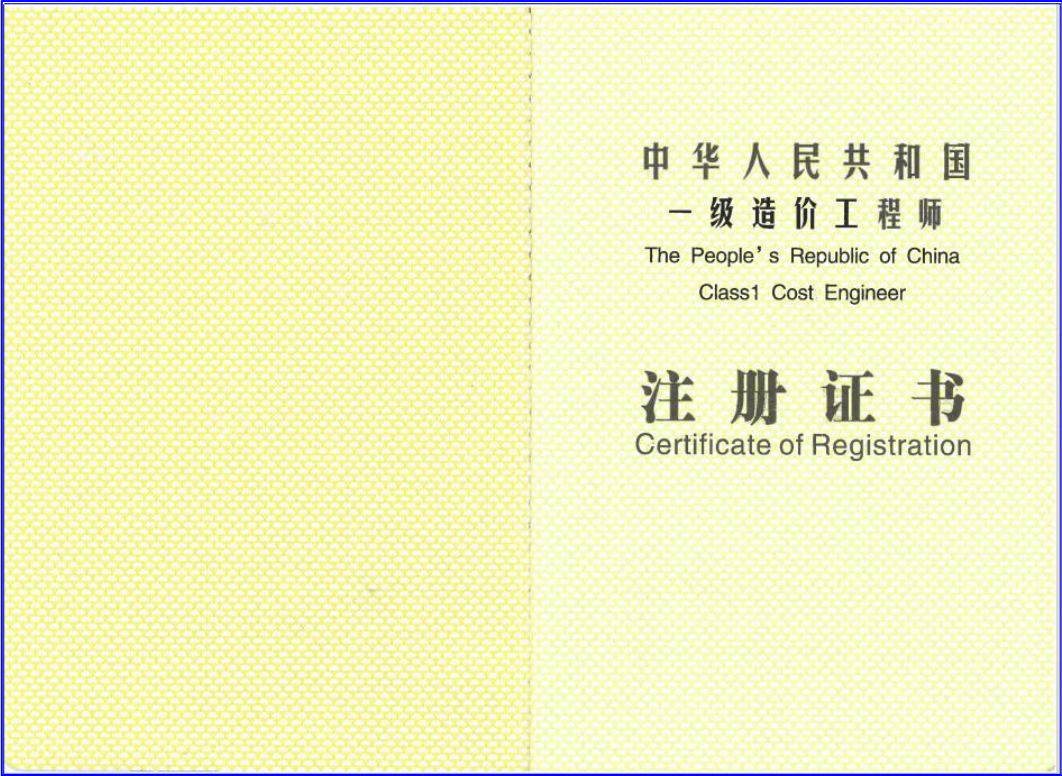 中华人民共和国
一级造价工程师
The People's Republic of China
Class1 Cost Engineer
注册证书
Certificate of Registration